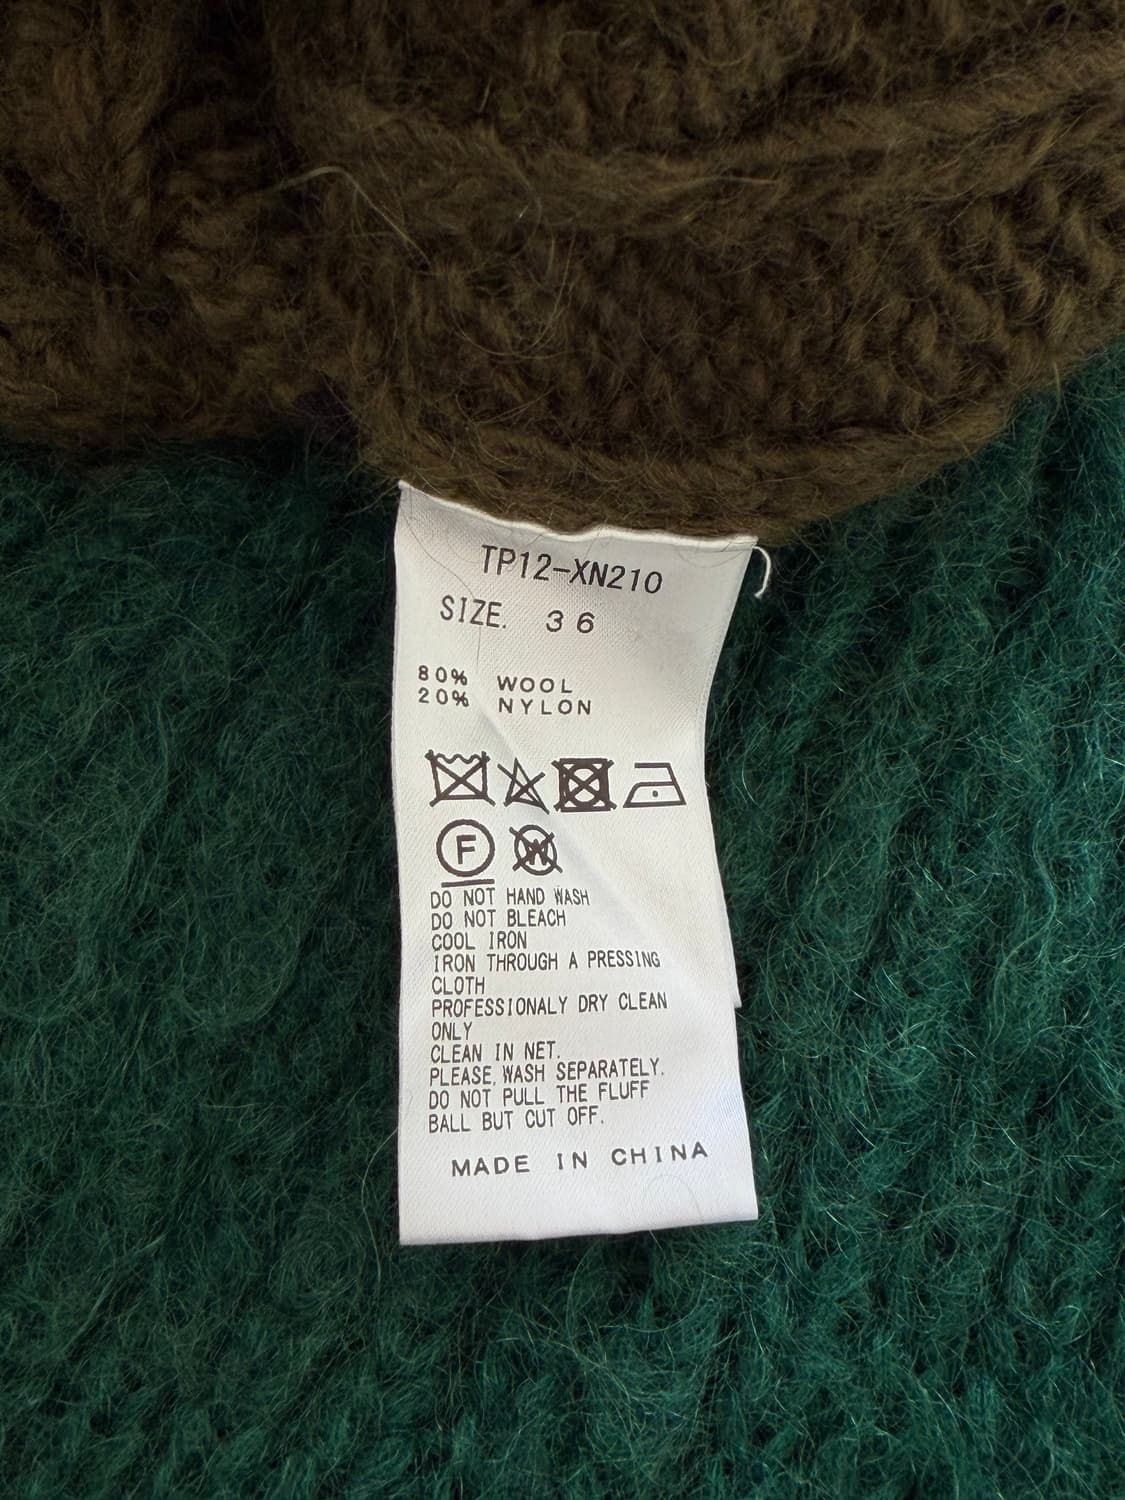 TP12-XN210
SIZE. 36
80% WOOL
20% NYLON
F W
DO NOT HAND WASH
DO NOT BLEACH
COOL IRON
IRON THROUGH A PRESSING
CLOTH
PROFESSIONALY DRY CLEAN
ONLY
CLEAN IN NET.
PLEASE, WASH SEPARATELY.
DO NOT PULL THE FLUFF
BALL BUT CUT OFF.
MADE IN CHINA